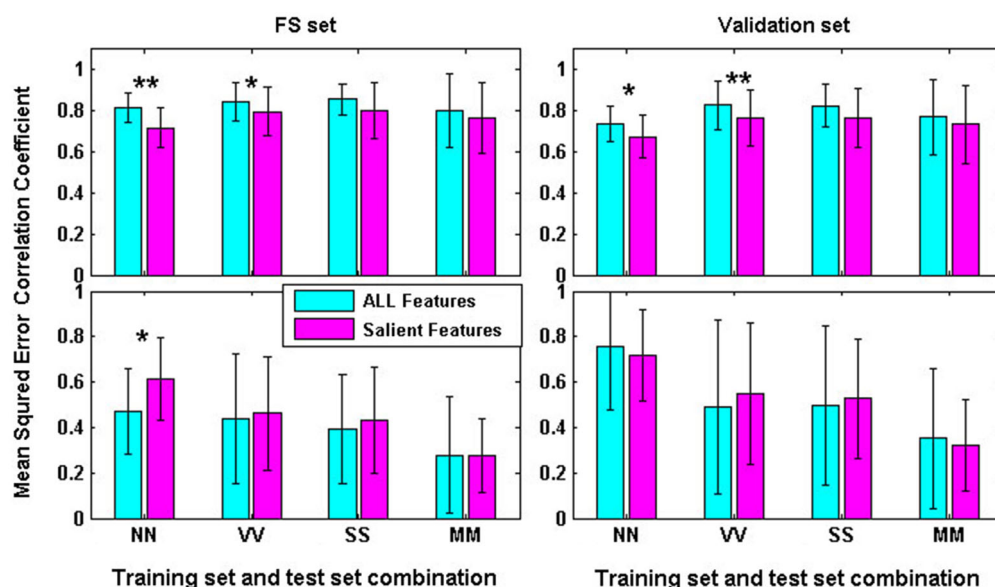 FS set
Validation set
Correlation Coefficient
1
0.8
0.6
0.4
0.2
0
**
*
1
0.8
0.6
0.4
0.2
0
*
**
Mean Squred Error
1
0.8
0.6
0.4
0.2
0
*
ALL Features
Salient Features
NN VV SS MM
1
0.8
0.6
0.4
0.2
0
NN VV SS MM
Training set and test set combination
Training set and test set combination